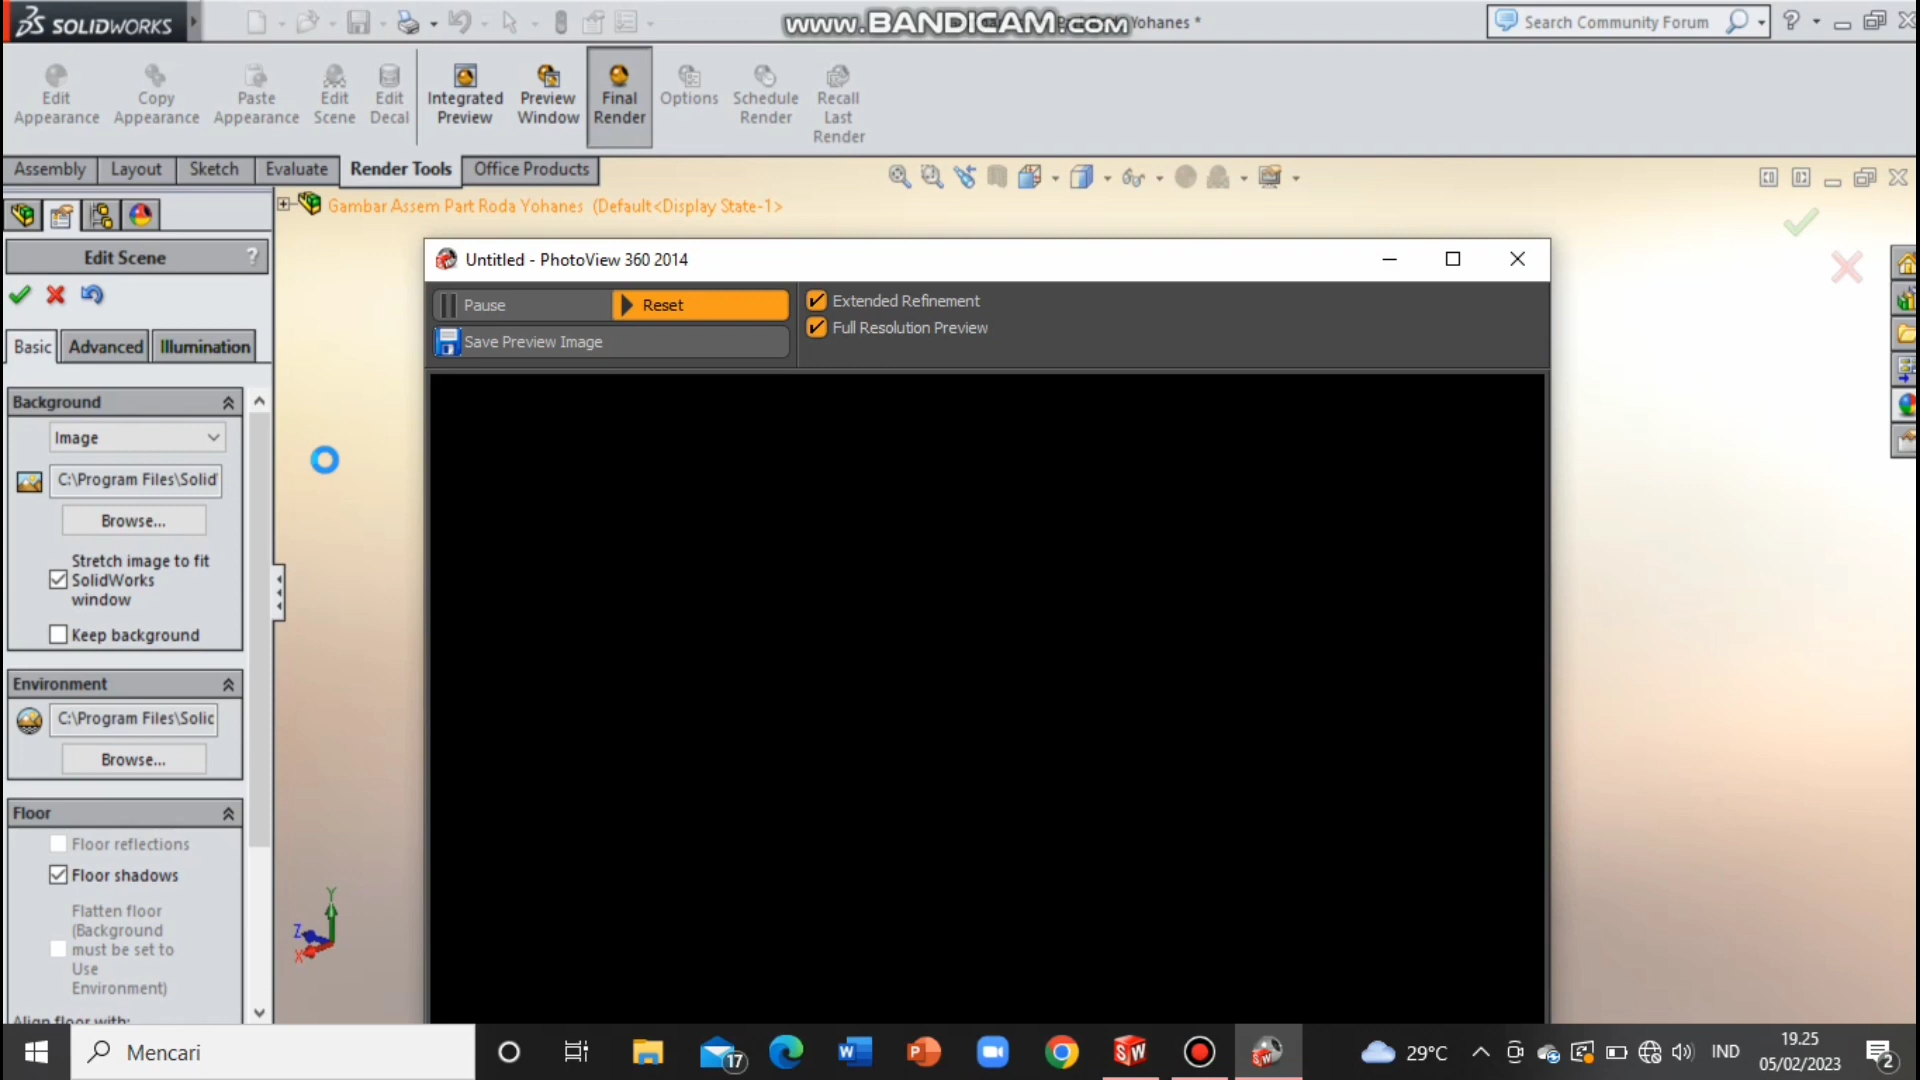 SOLIDWORKS
www.BANDICAM.com
Yohanes *
Search Community Forum
Edit Appearance
Copy Appearance
Paste Appearance
Edit Scene
Edit Decal
Integrated Preview
Preview Window
Final Render
Options
Schedule Render
Recall Last Render
Assembly
Layout
Sketch
Evaluate
Render Tools
Office Products
Gambar Assem Part Roda Yohanes (Default<Display State-1>
Edit Scene
?
Basic
Advanced
Illumination
Background
Image
C:\Program Files\Solid
Browse...
Stretch image to fit
SolidWorks
window
Keep background
Environment
C:\Program Files\Solic
Browse...
Floor
Floor reflections
Floor shadows
Flatten floor
(Background
must be set to
Use
Environment)
Align floor with:
Untitled - PhotoView 360 2014
Pause
Reset
Save Preview Image
Extended Refinement
Full Resolution Preview
Y
Z
X
Mencari
17
29°C
IND
19.25
05/02/2023
2